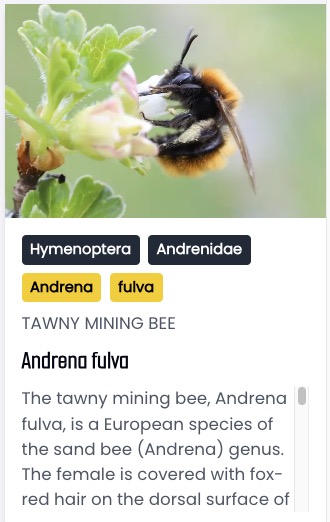 Hymenoptera Andrenidae
Andrena fulva
TAWNY MINING BEE
Andrena fulva
The tawny mining bee, Andrena
fulva, is a European species of
the sand bee (Andrena) genus.
The female is covered with fox-
red hair on the dorsal surface of